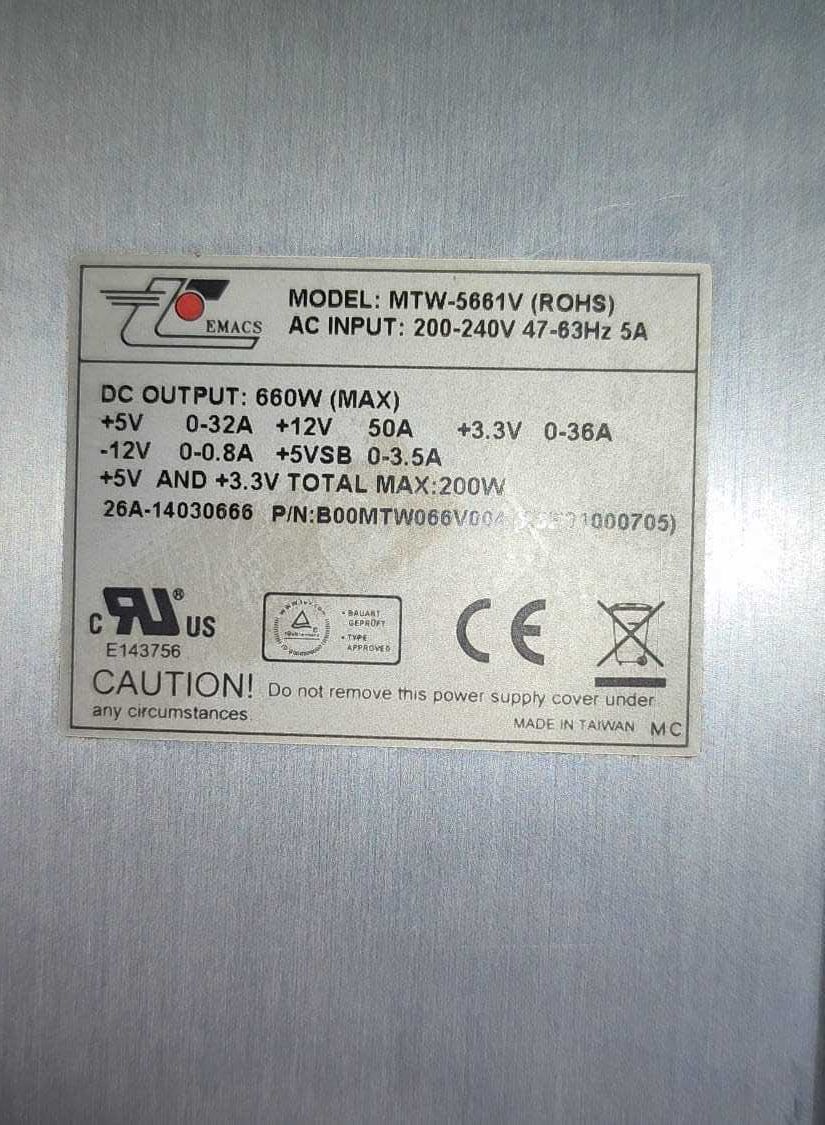 EMACS
MODEL: MTW-5661V (ROHS)
AC INPUT: 200-240V 47-63Hz 5A
DC OUTPUT: 660W (MAX)
+5V 0-32A +12V 50A +3.3V 0-36A
-12V 0-0.8A +5VSB 0-3.5A
+5V AND +3.3V TOTAL MAX:200W
26A-14030666 P/N:B00MTW066V004
C RU® US
E143756
• BAUART
GEPRÜFT
• TYPE
APPROVED
CE
CAUTION! Do not remove this power supply cover under
any circumstances.
MADE IN TAIWAN MC